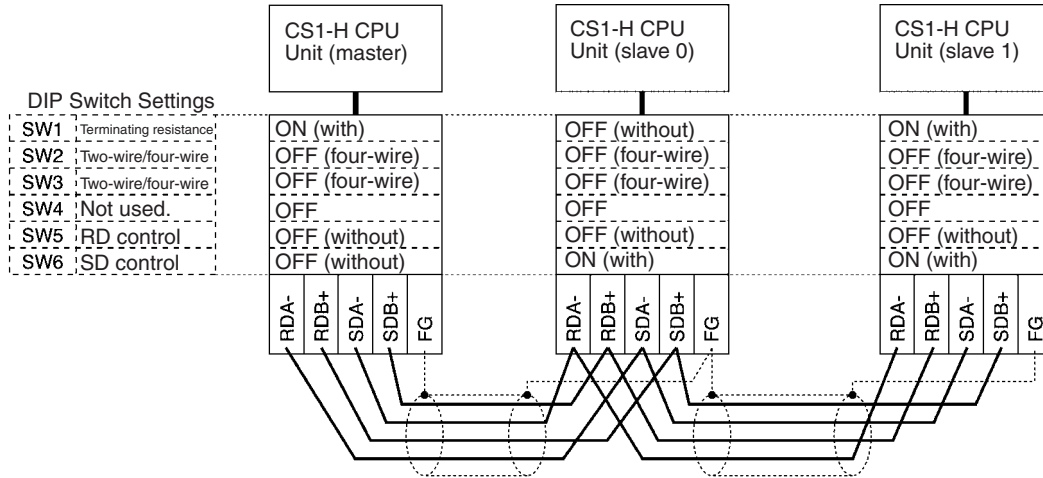 CS1-H CPU
Unit (master)
CS1-H CPU
Unit (slave 0)
CS1-H CPU
Unit (slave 1)
DIP Switch Settings
SW1 Terminating resistance ON (with) OFF (without) ON (with)
SW2 Two-wire/four-wire OFF (four-wire) OFF (four-wire) OFF (four-wire)
SW3 Two-wire/four-wire OFF (four-wire) OFF (four-wire) OFF (four-wire)
SW4 Not used. OFF OFF OFF
SW5 RD control OFF (without) OFF (without) OFF (without)
SW6 SD control OFF (without) ON (with) ON (with)
RDA- RDB+ SDA- SDB+ FG RDA- RDB+ SDA- SDB+ FG RDA- RDB+ SDA- SDB+ FG